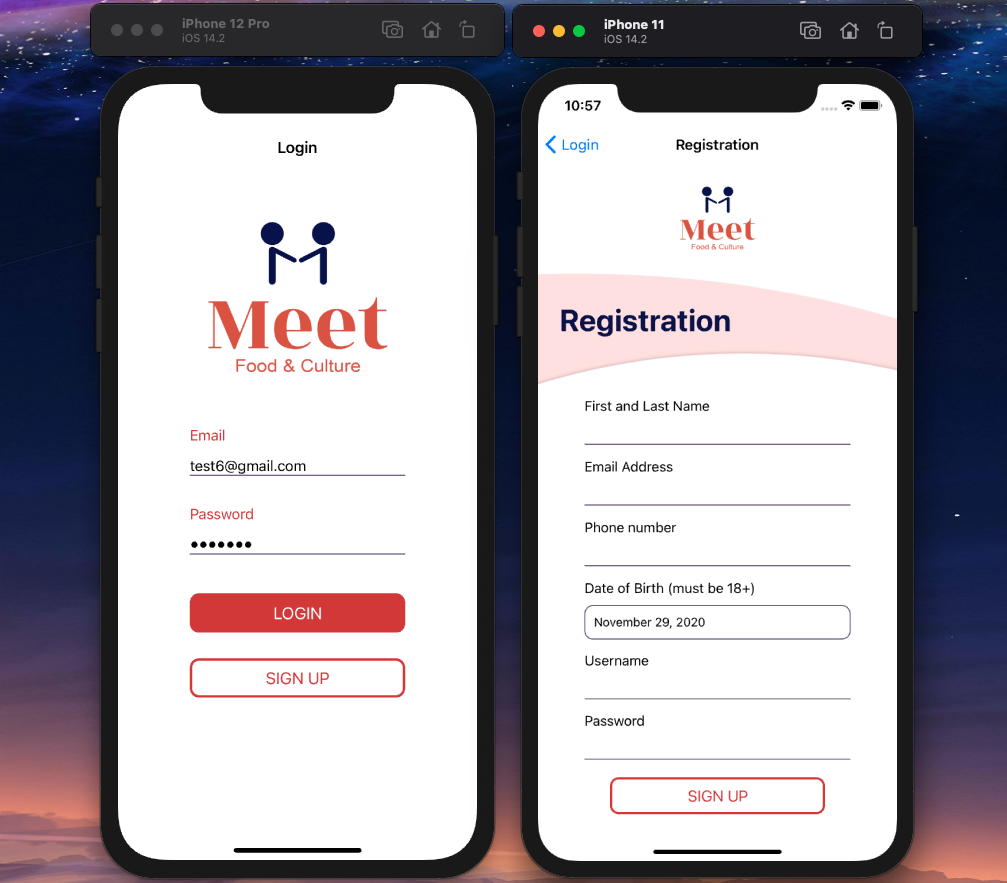 iPhone 12 Pro
iOS 14.2
Login
Meet
Food & Culture
Email
test6@gmail.com
Password
•••••••
LOGIN
SIGN UP
iPhone 11
iOS 14.2
10:57
Login
Registration
Meet
Food & Culture
Registration
First and Last Name
Email Address
Phone number
Date of Birth (must be 18+)
November 29, 2020
Username
Password
SIGN UP